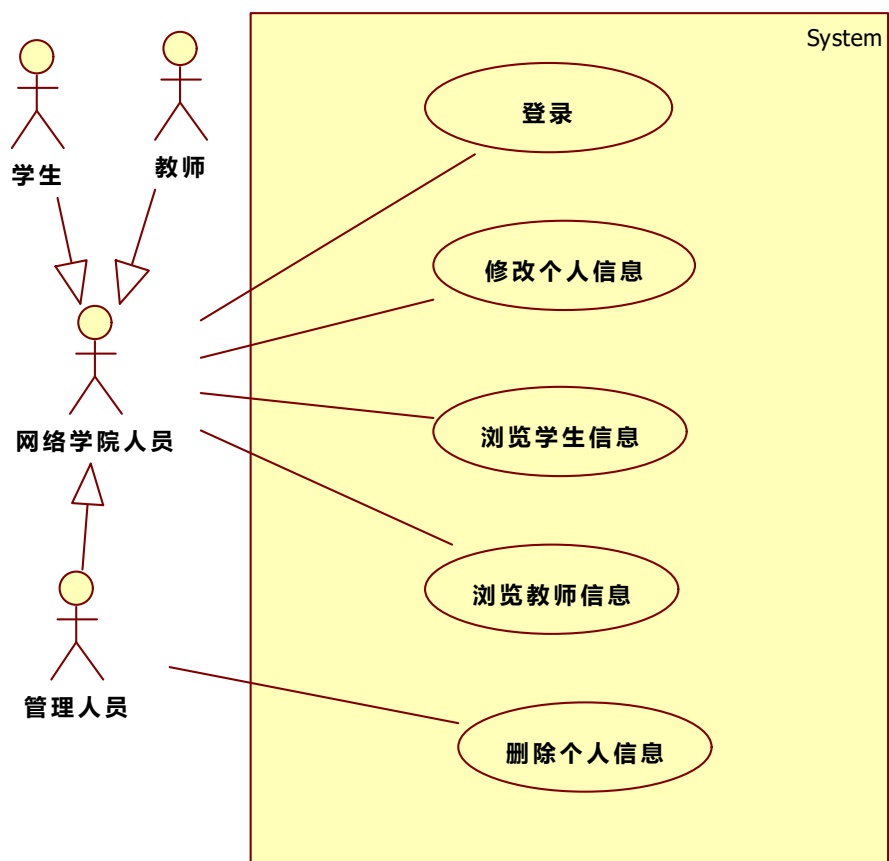 System
登录
学生
教师
修改个人信息
网络学院人员
浏览学生信息
浏览教师信息
管理人员
删除个人信息